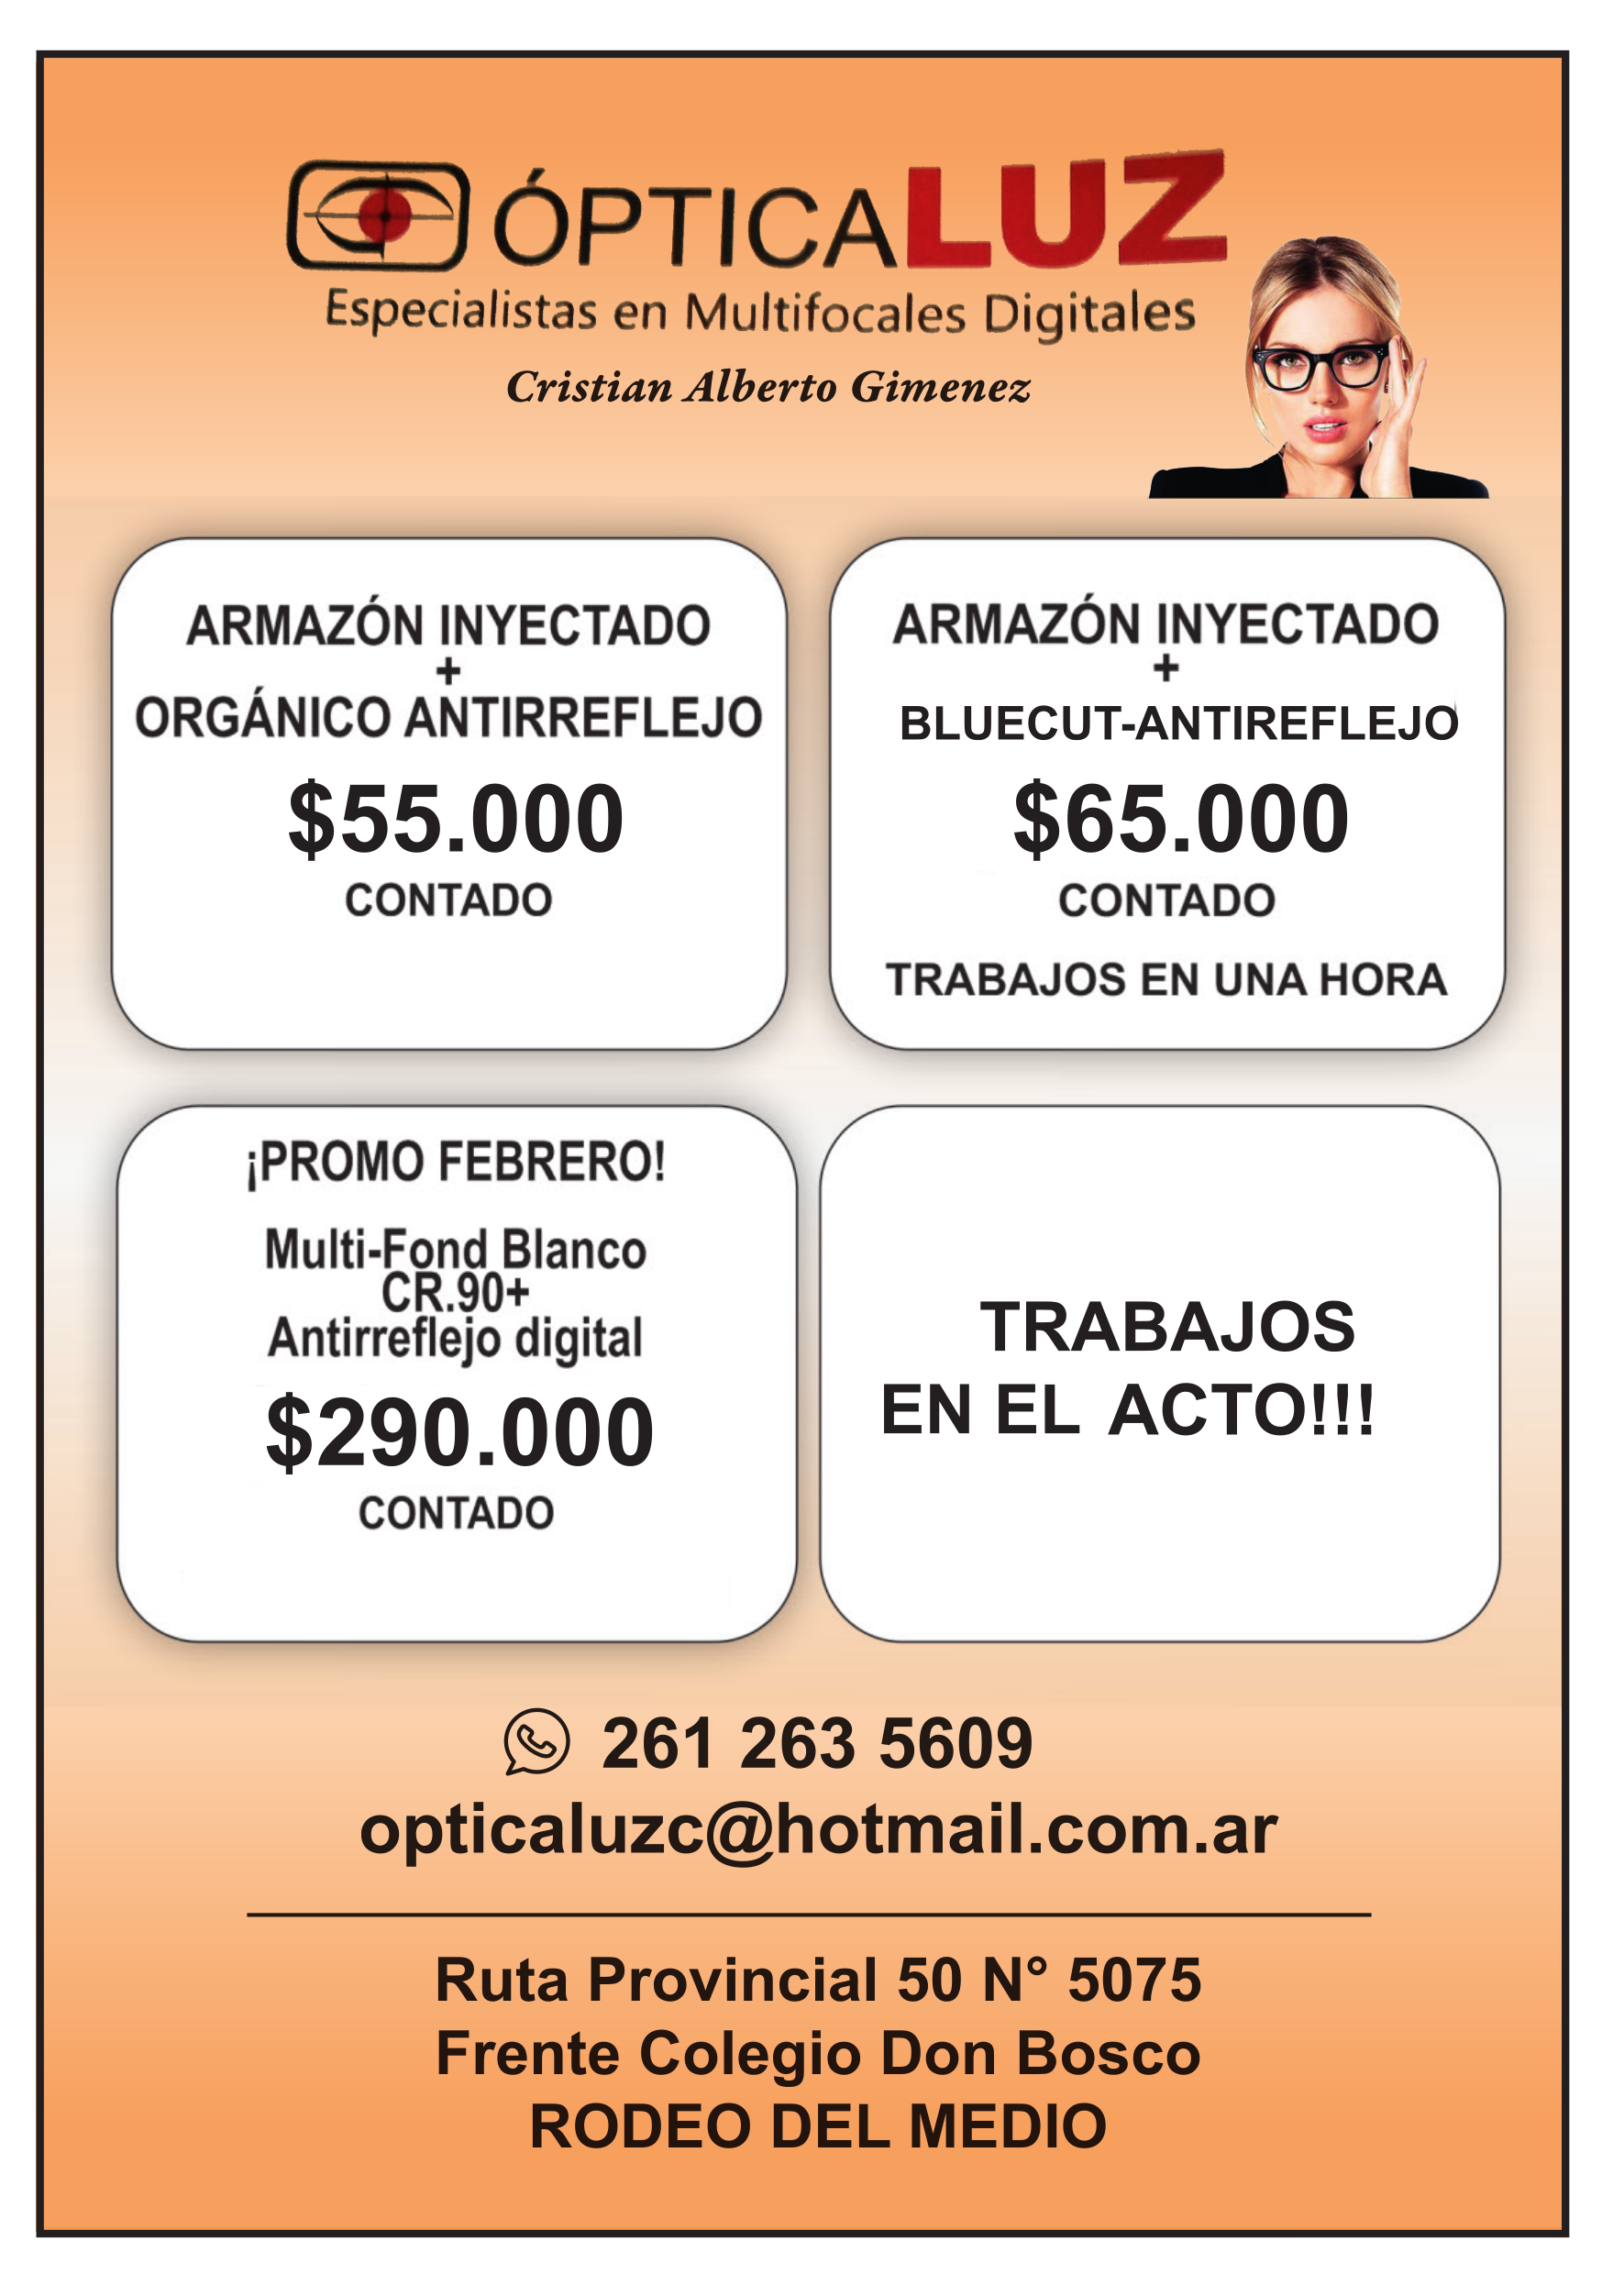 ÓPTICALUZ
Especialistas en Multifocales Digitales
Cristian Alberto Gimenez
ARMAZÓN INYECTADO
+
ORGÁNICO ANTIRREFLEJO
$55.000
CONTADO
ARMAZÓN INYECTADO
+
BLUECUT-ANTIREFLEJO
$65.000
CONTADO
TRABAJOS EN UNA HORA
¡PROMO FEBRERO!
Multi-Fond Blanco
CR.90+
Antirreflejo digital
$290.000
CONTADO
TRABAJOS
EN EL ACTO!!!
261 263 5609
opticaluzc@hotmail.com.ar
Ruta Provincial 50 N° 5075
Frente Colegio Don Bosco
RODEO DEL MEDIO